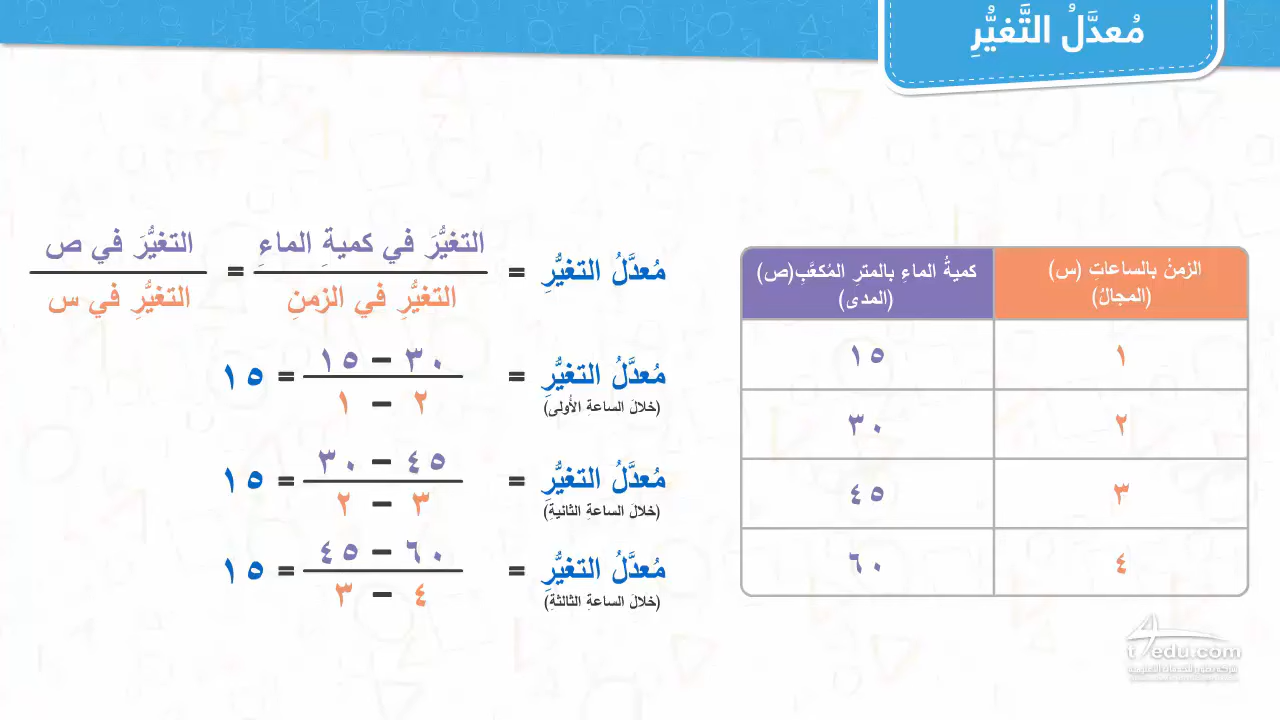 مُعدَّلُ التَّغيُّرِ
الزمنُ بالساعاتِ (س) (المجالُ) | كميةُ الماءِ بالمترِ المُكعَّبِ(ص) (المدى)
١ | ١٥
٢ | ٣٠
٣ | ٤٥
٤ | ٦٠
مُعدَّلُ التغيُّرِ = التغيُّرَ في كميةِ الماءِ / التغيُّرِ في الزمنِ = التغيُّرَ في ص / التغيُّرِ في س
مُعدَّلُ التغيُّرِ = ٣٠ − ١٥ / ٢ − ١ = ١٥
(خلالَ الساعةِ الأُولى)
مُعدَّلُ التغيُّرِ = ٤٥ − ٣٠ / ٣ − ٢ = ١٥
(خلالَ الساعةِ الثانيةِ)
مُعدَّلُ التغيُّرِ = ٦٠ − ٤٥ / ٤ − ٣ = ١٥
(خلالَ الساعةِ الثالثةِ)
t4edu.com